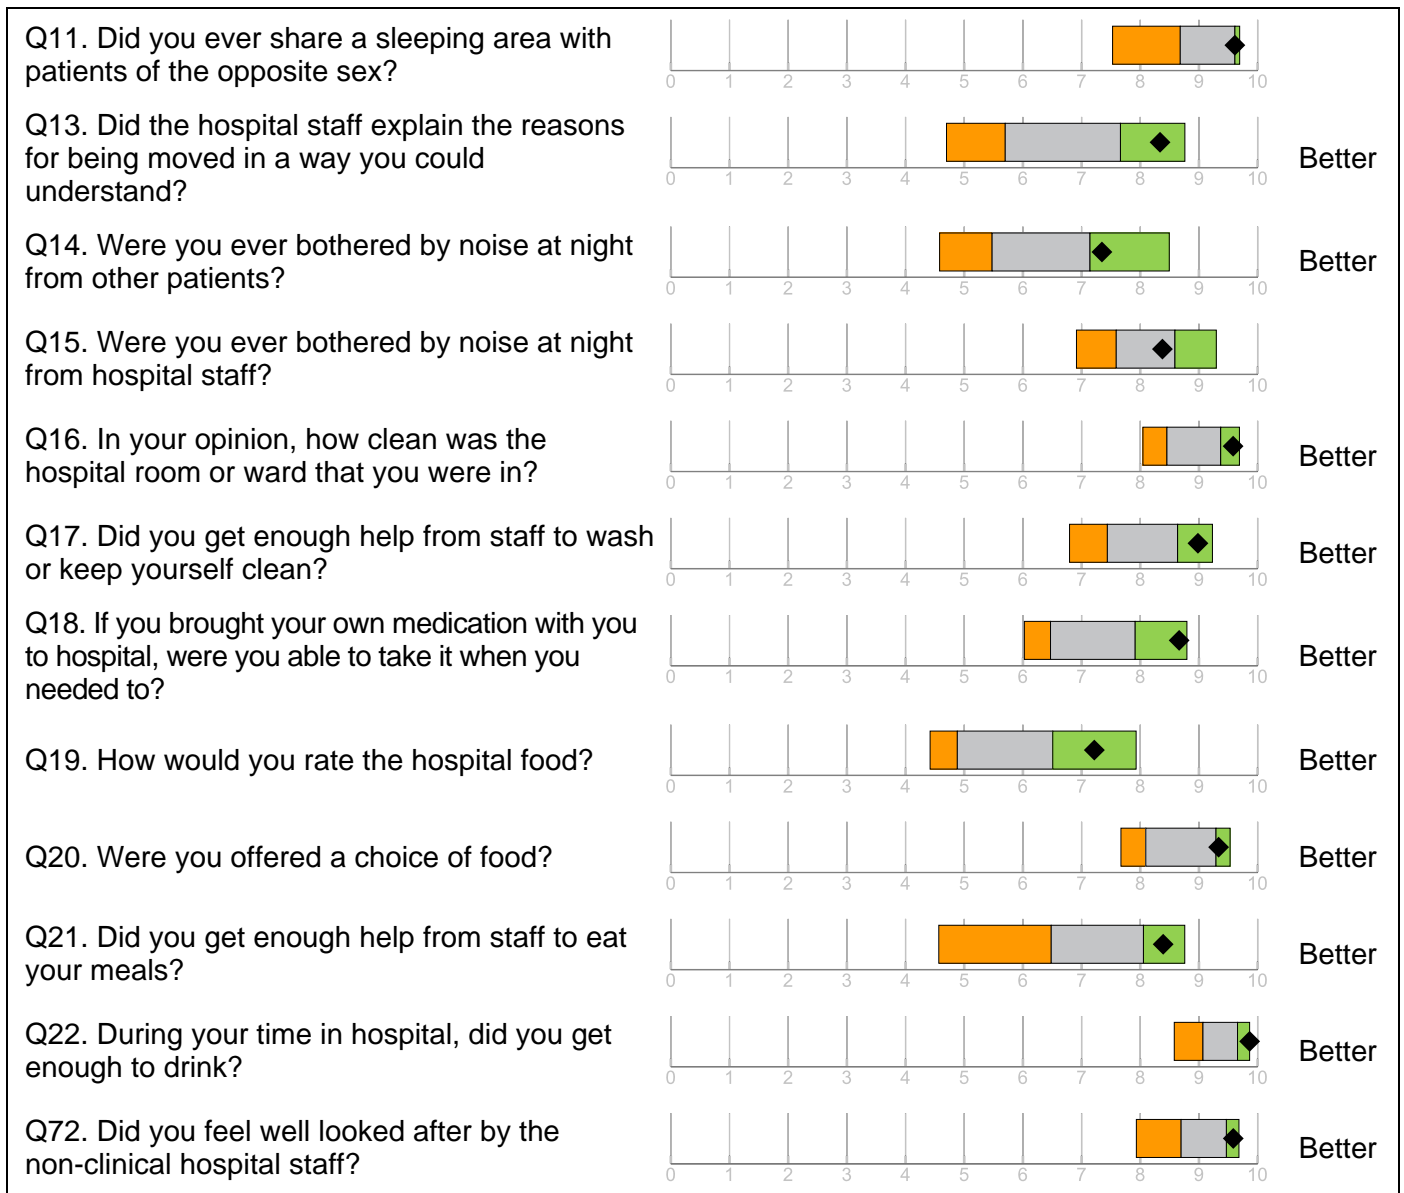 Q11. Did you ever share a sleeping area with
patients of the opposite sex?
0 1 2 3 4 5 6 7 8 9 10
Q13. Did the hospital staff explain the reasons
for being moved in a way you could
understand?
0 1 2 3 4 5 6 7 8 9 10
Better
Q14. Were you ever bothered by noise at night
from other patients?
0 1 2 3 4 5 6 7 8 9 10
Better
Q15. Were you ever bothered by noise at night
from hospital staff?
0 1 2 3 4 5 6 7 8 9 10
Q16. In your opinion, how clean was the
hospital room or ward that you were in?
0 1 2 3 4 5 6 7 8 9 10
Better
Q17. Did you get enough help from staff to wash
or keep yourself clean?
0 1 2 3 4 5 6 7 8 9 10
Better
Q18. If you brought your own medication with you
to hospital, were you able to take it when you
needed to?
0 1 2 3 4 5 6 7 8 9 10
Better
Q19. How would you rate the hospital food?
0 1 2 3 4 5 6 7 8 9 10
Better
Q20. Were you offered a choice of food?
0 1 2 3 4 5 6 7 8 9 10
Better
Q21. Did you get enough help from staff to eat
your meals?
0 1 2 3 4 5 6 7 8 9 10
Better
Q22. During your time in hospital, did you get
enough to drink?
0 1 2 3 4 5 6 7 8 9 10
Better
Q72. Did you feel well looked after by the
non-clinical hospital staff?
0 1 2 3 4 5 6 7 8 9 10
Better